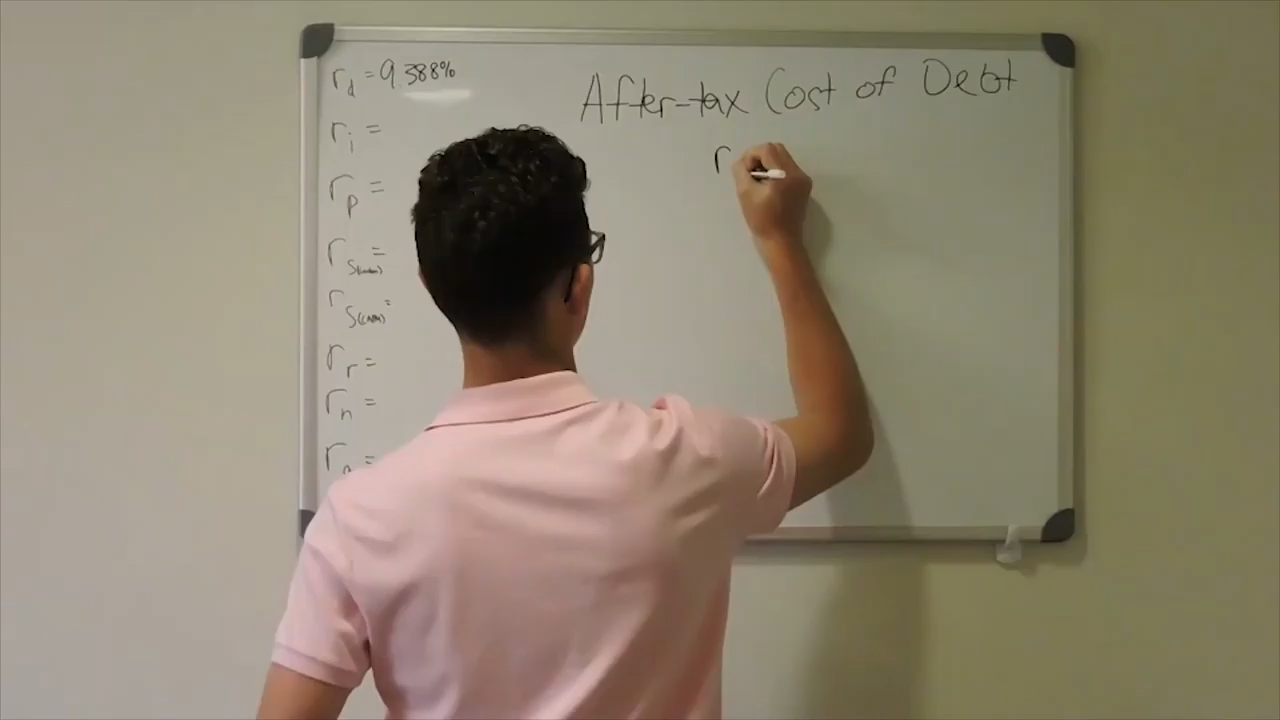 r_d = 9.388%
After-tax Cost of Debt
r
r_i =
r_p =
r_s =
r_s =
r_r =
r_n =
r =